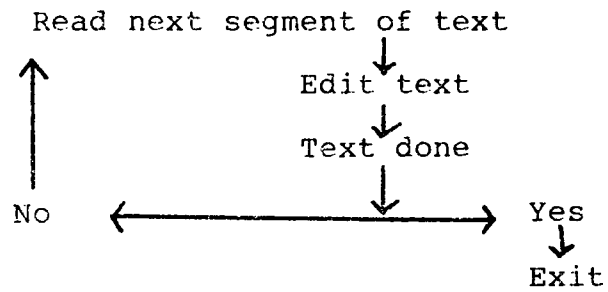 Read next segment of text
Edit text
Text done
No
Yes
Exit